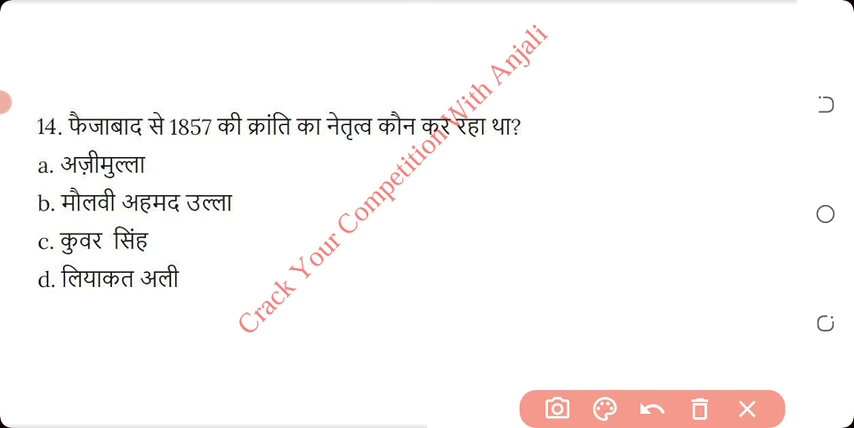 14. फैजाबाद से 1857 की क्रांति का नेतृत्व कौन कर रहा था?
a. अज़ीमुल्ला
b. मौलवी अहमद उल्ला
c. कुवर सिंह
d. लियाकत अली
Crack Your Competition With Anjali